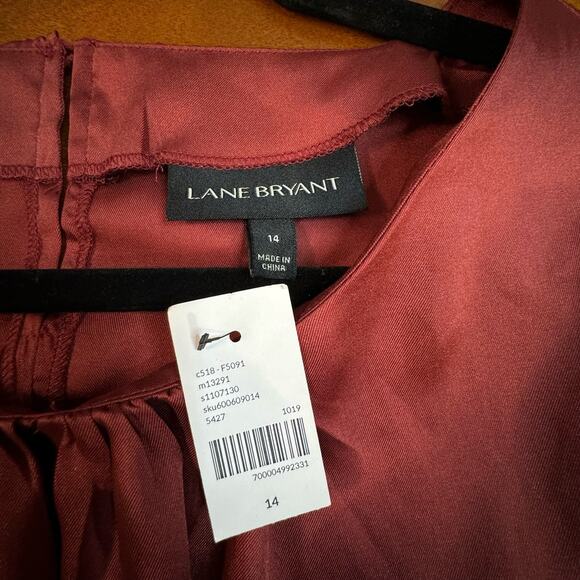 LANE BRYANT
14
MADE IN
CHINA
c518 - F5091
m13291
s1107130
sku600609014
5427 1019
700004992331
14